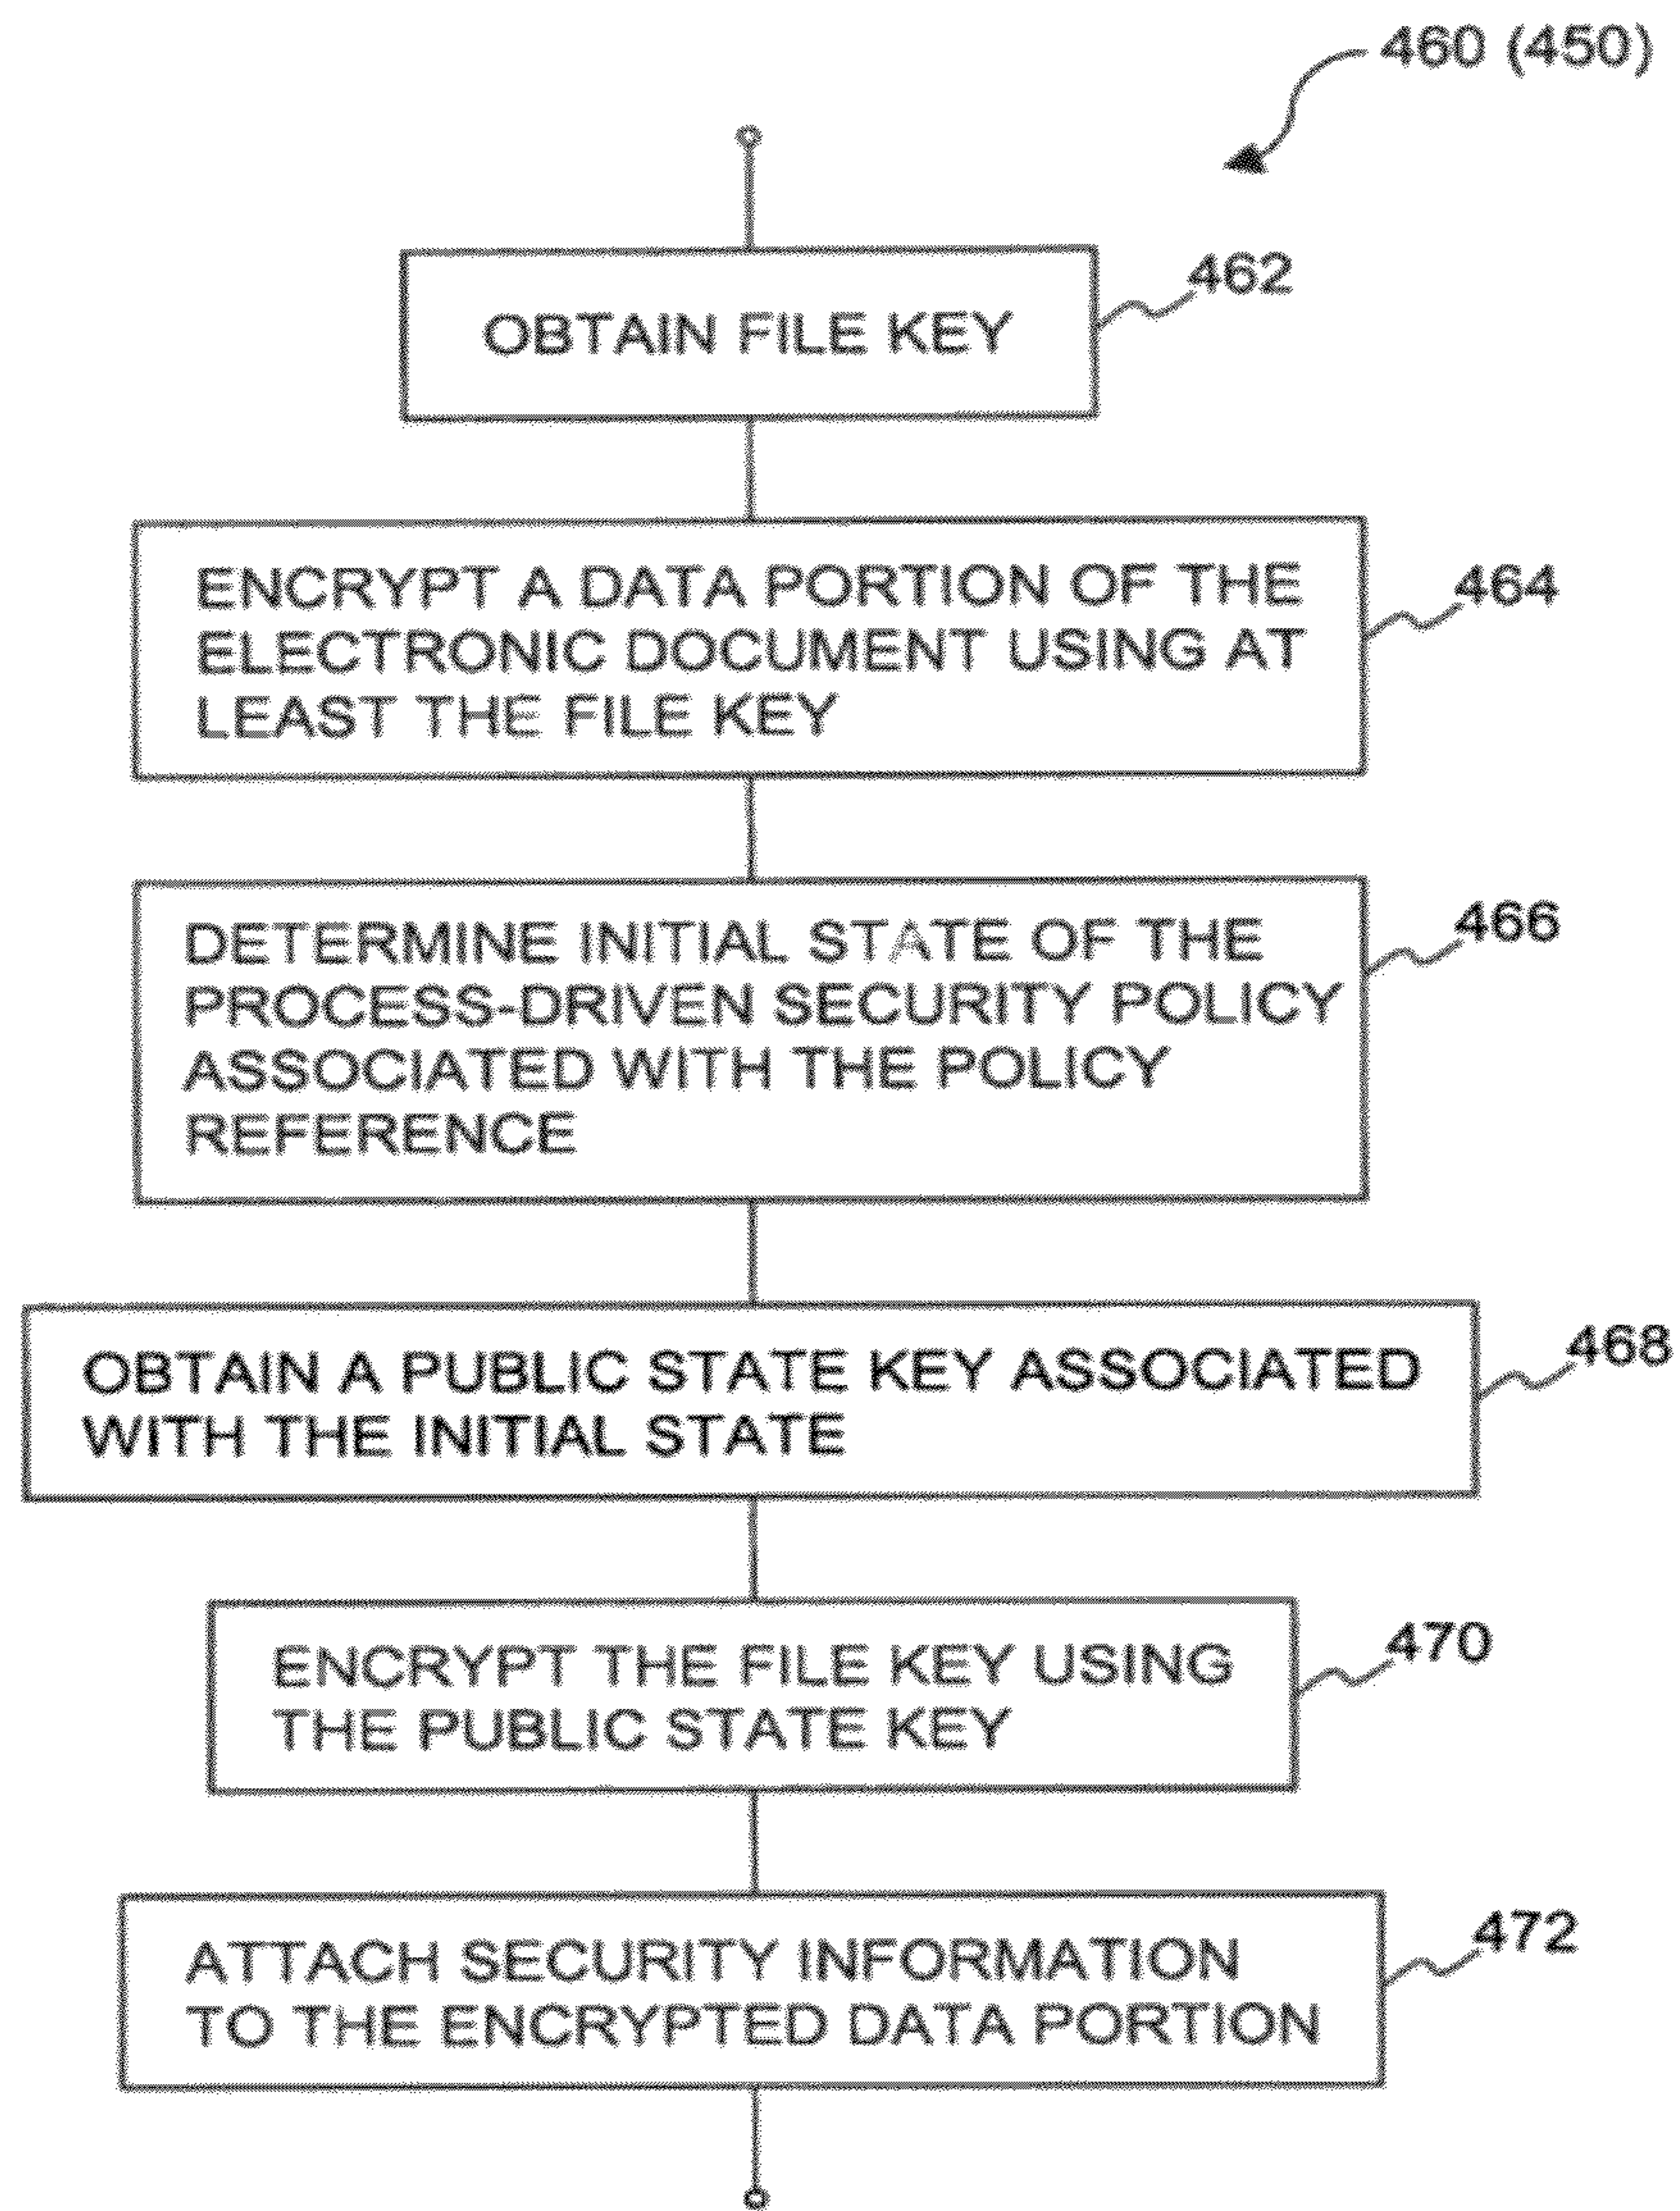 460 (450)
OBTAIN FILE KEY
462
ENCRYPT A DATA PORTION OF THE
ELECTRONIC DOCUMENT USING AT
LEAST THE FILE KEY
464
DETERMINE INITIAL STATE OF THE
PROCESS-DRIVEN SECURITY POLICY
ASSOCIATED WITH THE POLICY
REFERENCE
466
OBTAIN A PUBLIC STATE KEY ASSOCIATED
WITH THE INITIAL STATE
468
ENCRYPT THE FILE KEY USING
THE PUBLIC STATE KEY
470
ATTACH SECURITY INFORMATION
TO THE ENCRYPTED DATA PORTION
472